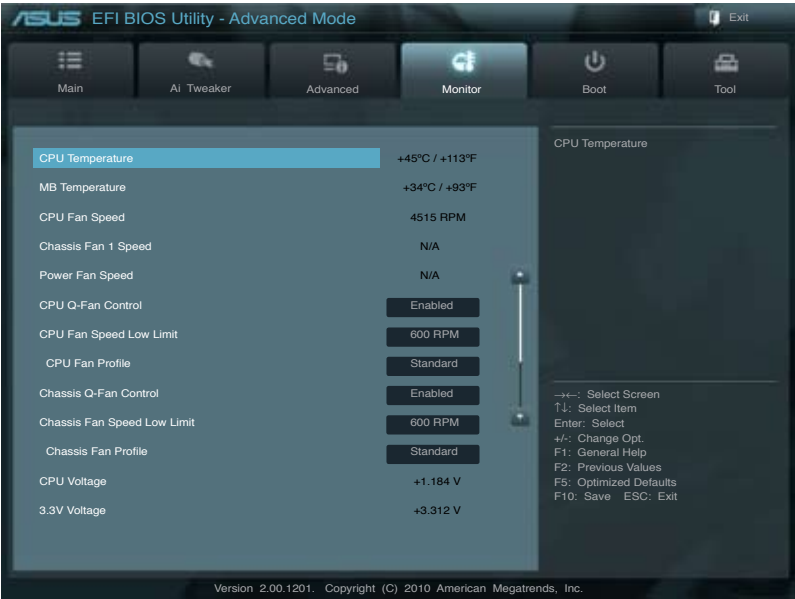 ASUS EFI BIOS Utility - Advanced Mode Exit
Main Ai Tweaker Advanced Monitor Boot Tool
CPU Temperature +45ºC / +113ºF
MB Temperature +34ºC / +93ºF
CPU Fan Speed 4515 RPM
Chassis Fan 1 Speed N/A
Power Fan Speed N/A
CPU Q-Fan Control Enabled
CPU Fan Speed Low Limit 600 RPM
CPU Fan Profile Standard
Chassis Q-Fan Control Enabled
Chassis Fan Speed Low Limit 600 RPM
Chassis Fan Profile Standard
CPU Voltage +1.184 V
3.3V Voltage +3.312 V
CPU Temperature
→←: Select Screen
↑↓: Select Item
Enter: Select
+/-: Change Opt.
F1: General Help
F2: Previous Values
F5: Optimized Defaults
F10: Save ESC: Exit
Version 2.00.1201. Copyright (C) 2010 American Megatrends, Inc.